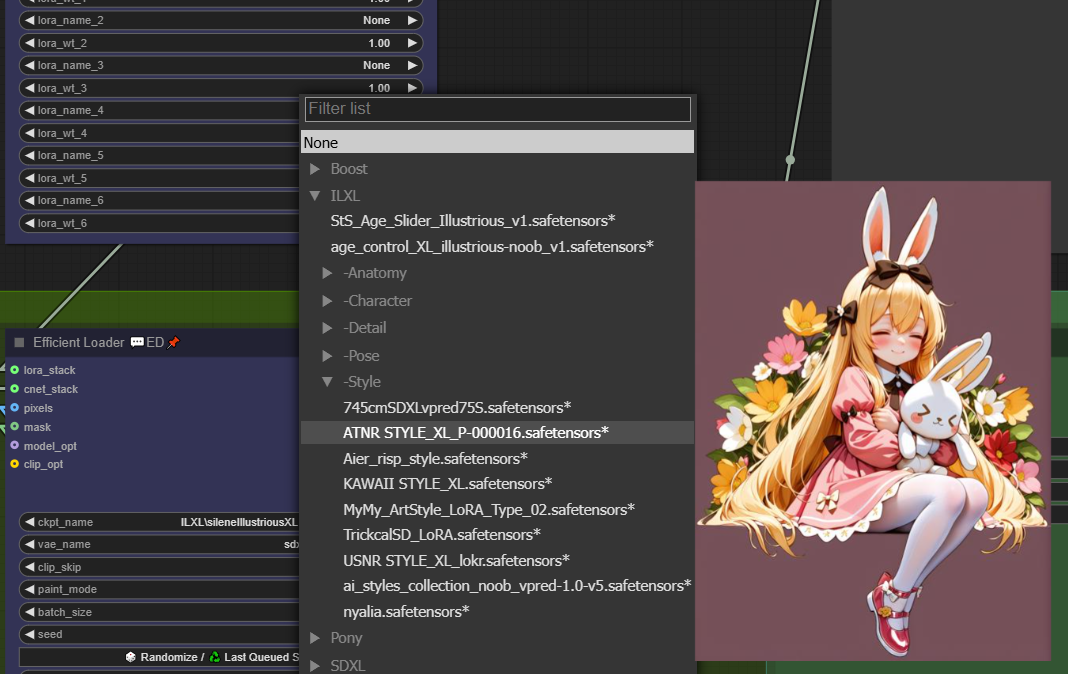 lora_wt_1 1.00
lora_name_2 None
lora_wt_2 1.00
lora_name_3 None
lora_wt_3 1.00
lora_name_4
lora_wt_4
lora_name_5
lora_wt_5
lora_name_6
lora_wt_6
Filter list
None
Boost
ILXL
StS_Age_Slider_Illustrious_v1.safetensors*
age_control_XL_illustrious-noob_v1.safetensors*
-Anatomy
-Character
-Detail
-Pose
-Style
745cmSDXLvpred75S.safetensors*
ATNR STYLE_XL_P-000016.safetensors*
Aier_risp_style.safetensors*
KAWAII STYLE_XL.safetensors*
MyMy_ArtStyle_LoRA_Type_02.safetensors*
TrickcalSD_LoRA.safetensors*
USNR STYLE_XL_lokr.safetensors*
ai_styles_collection_noob_vpred-1.0-v5.safetensors*
nyalia.safetensors*
Pony
SDXL
Efficient Loader 💬ED📌
lora_stack
cnet_stack
pixels
mask
model_opt
clip_opt
ckpt_name ILXL\sileneIllustriousXL
vae_name sdx
clip_skip
paint_mode
batch_size
seed
🎲 Randomize / ♻ Last Queued S